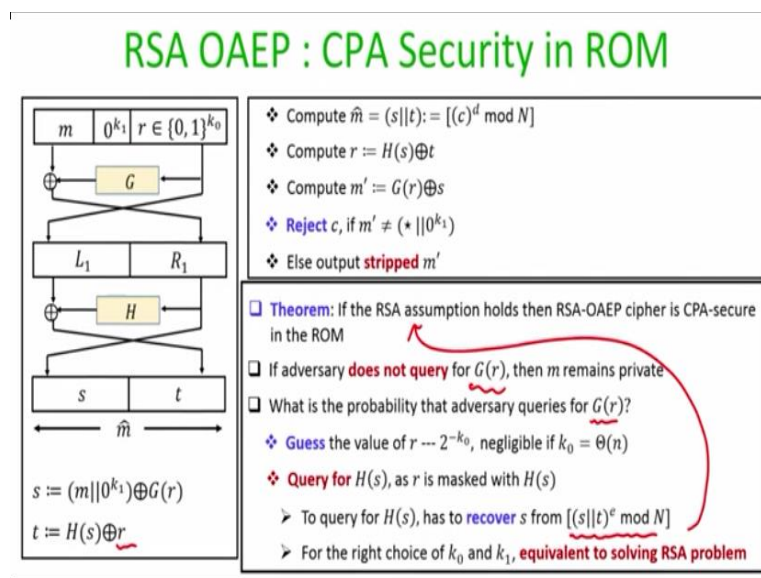 RSA OAEP : CPA Security in ROM
m 0^{k_1} r ∈ {0,1}^{k_0}
⊕ G
L_1 R_1
⊕ H
s t
m̂
s := (m||0^{k_1})⊕G(r)
t := H(s)⊕r
❖ Compute m̂ = (s||t): = [(c)^d mod N]
❖ Compute r := H(s)⊕t
❖ Compute m′ := G(r)⊕s
❖ Reject c, if m′ ≠ (⋆ ||0^{k_1})
❖ Else output stripped m′
❑ Theorem: If the RSA assumption holds then RSA-OAEP cipher is CPA-secure
in the ROM
❑ If adversary does not query for G(r), then m remains private
❑ What is the probability that adversary queries for G(r)?
❖ Guess the value of r --- 2^{-k_0}, negligible if k_0 = Θ(n)
❖ Query for H(s), as r is masked with H(s)
➢ To query for H(s), has to recover s from [(s||t)^e mod N]
➢ For the right choice of k_0 and k_1, equivalent to solving RSA problem